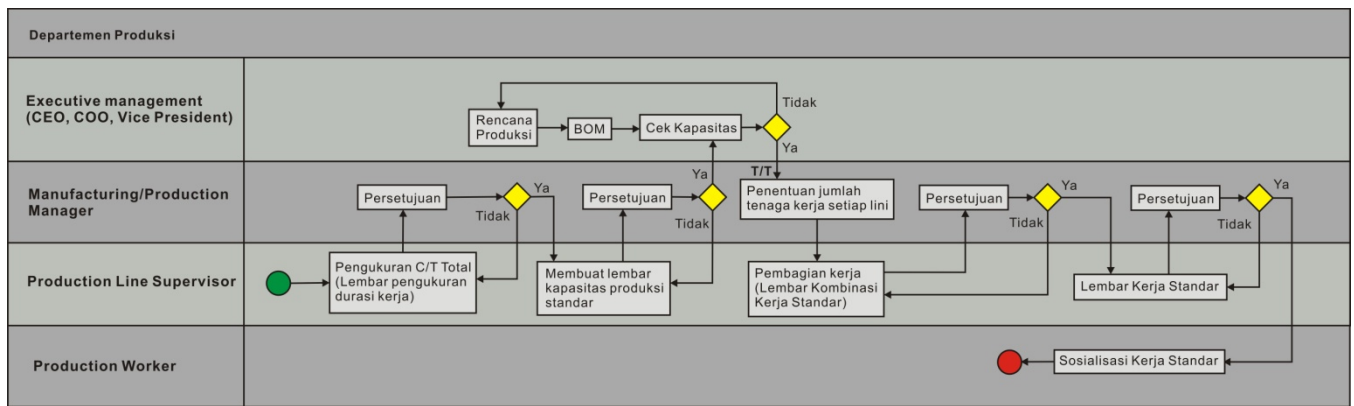 Departemen Produksi
Executive management
(CEO, COO, Vice President)
Tidak
Rencana
Produksi
BOM
Cek Kapasitas
Ya
Manufacturing/Production
Manager
Persetujuan
Ya
Tidak
Persetujuan
Ya
Tidak
T/T
Penentuan jumlah
tenaga kerja setiap lini
Persetujuan
Ya
Tidak
Persetujuan
Ya
Tidak
Production Line Supervisor
Pengukuran C/T Total
(Lembar pengukuran
durasi kerja)
Membuat lembar
kapasitas produksi
standar
Pembagian kerja
(Lembar Kombinasi
Kerja Standar)
Lembar Kerja Standar
Production Worker
Sosialisasi Kerja Standar